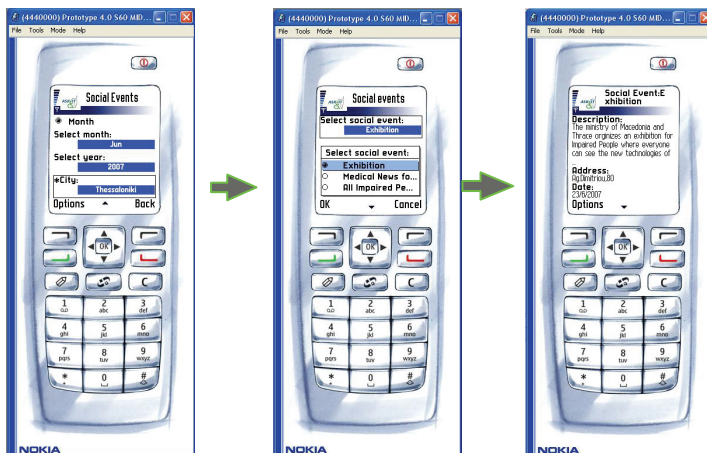 (4440000) Prototype 4.0 S60 MID...
File Tools Mode Help
Social Events
Month
Select month:
Jun
Select year:
2007
*City:
Thessaloniki
Options Back
OK
C
1 2 abc 3 def
4 ghi 5 jkl 6 mno
7 pqrs 8 tuv 9 wxyz
* 0 #
NOKIA
(4440000) Prototype 4.0 S60 MID...
File Tools Mode Help
Social events
Select social event:
Exhibition
Select social event:
Exhibition
Medical News fo...
All Impaired Pe...
OK Cancel
OK
C
1 2 abc 3 def
4 ghi 5 jkl 6 mno
7 pqrs 8 tuv 9 wxyz
* 0 #
NOKIA
(4440000) Prototype 4.0 S60 MID...
File Tools Mode Help
Social Event:E
xhibition
Description:
The ministry of Macedonia and
Thrace orginizes an exhibition for
Impaired People where everyone
can see the new technologies of
...
Address:
Ag.Dimitriou,80
Date:
23/6/2007
Options
OK
C
1 2 abc 3 def
4 ghi 5 jkl 6 mno
7 pqrs 8 tuv 9 wxyz
* 0 #
NOKIA